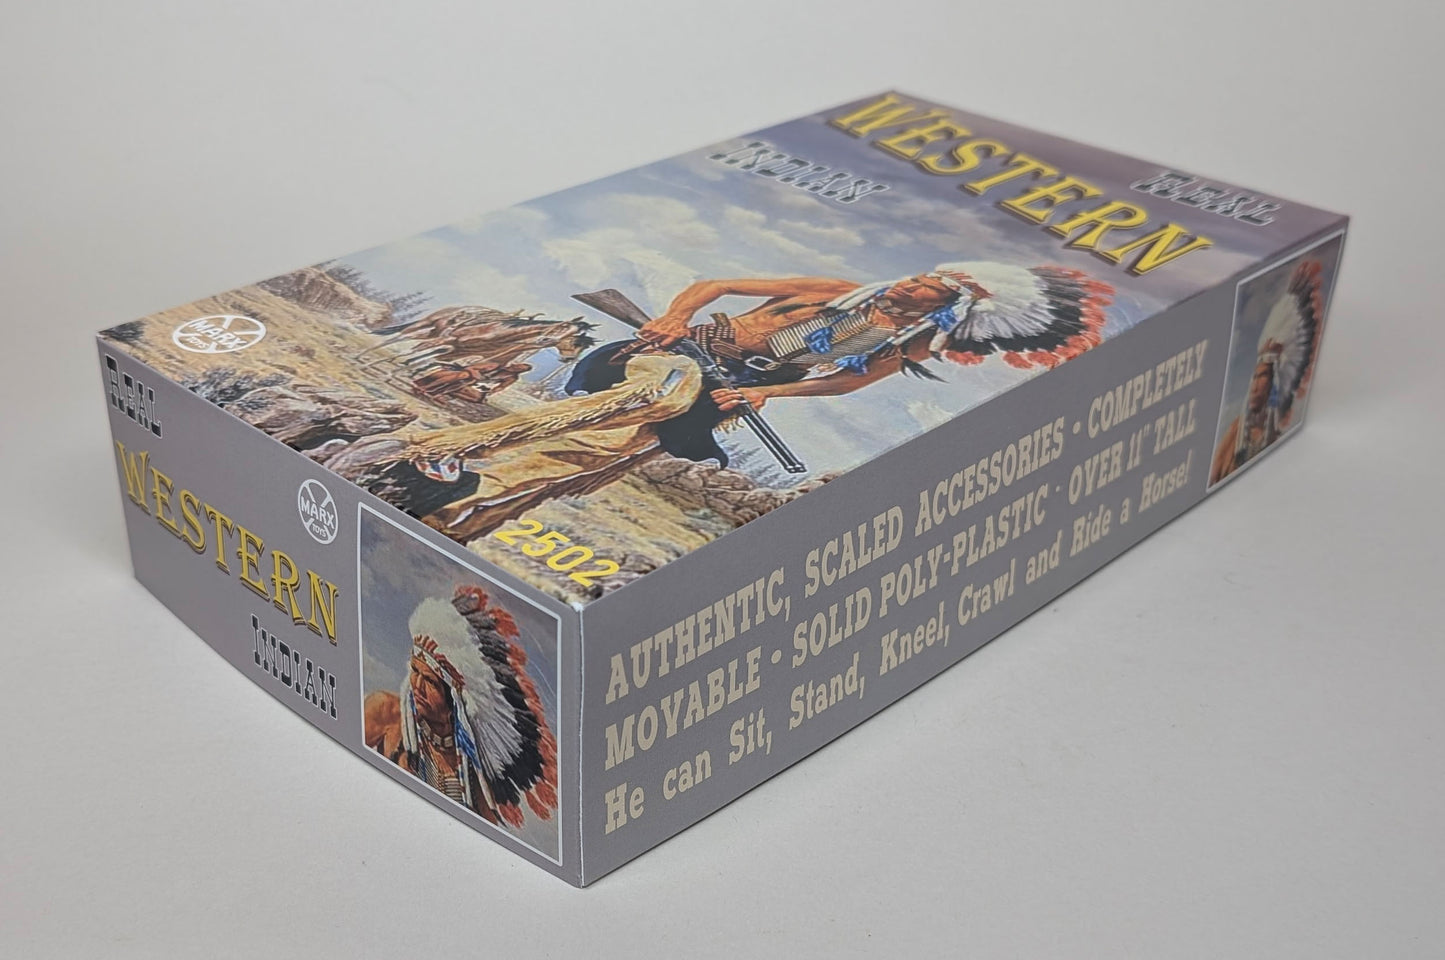 REAL
WESTERN
INDIAN
MARX
TOYS
2502
REAL
WESTERN
INDIAN
MARX
TOYS
AUTHENTIC, SCALED ACCESSORIES • COMPLETELY
MOVABLE • SOLID POLY-PLASTIC • OVER 11" TALL
He can Sit, Stand, Kneel, Crawl and Ride a Horse!